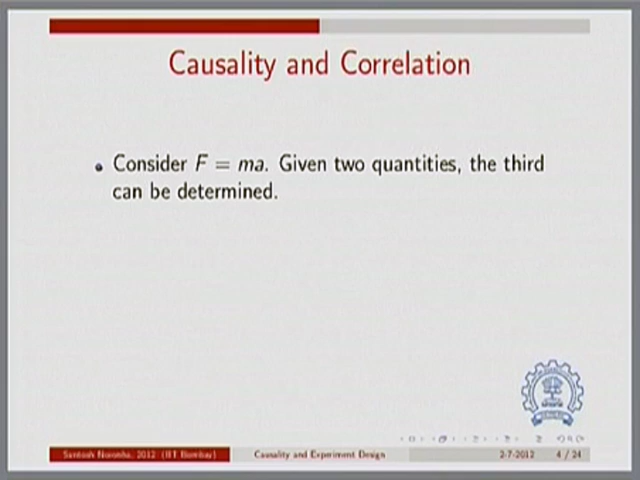 Causality and Correlation
Consider F = ma. Given two quantities, the third
can be determined.
Santosh Noronha, 2012 (IIT Bombay)
Causality and Experiment Design
2-7-2012
4 / 24